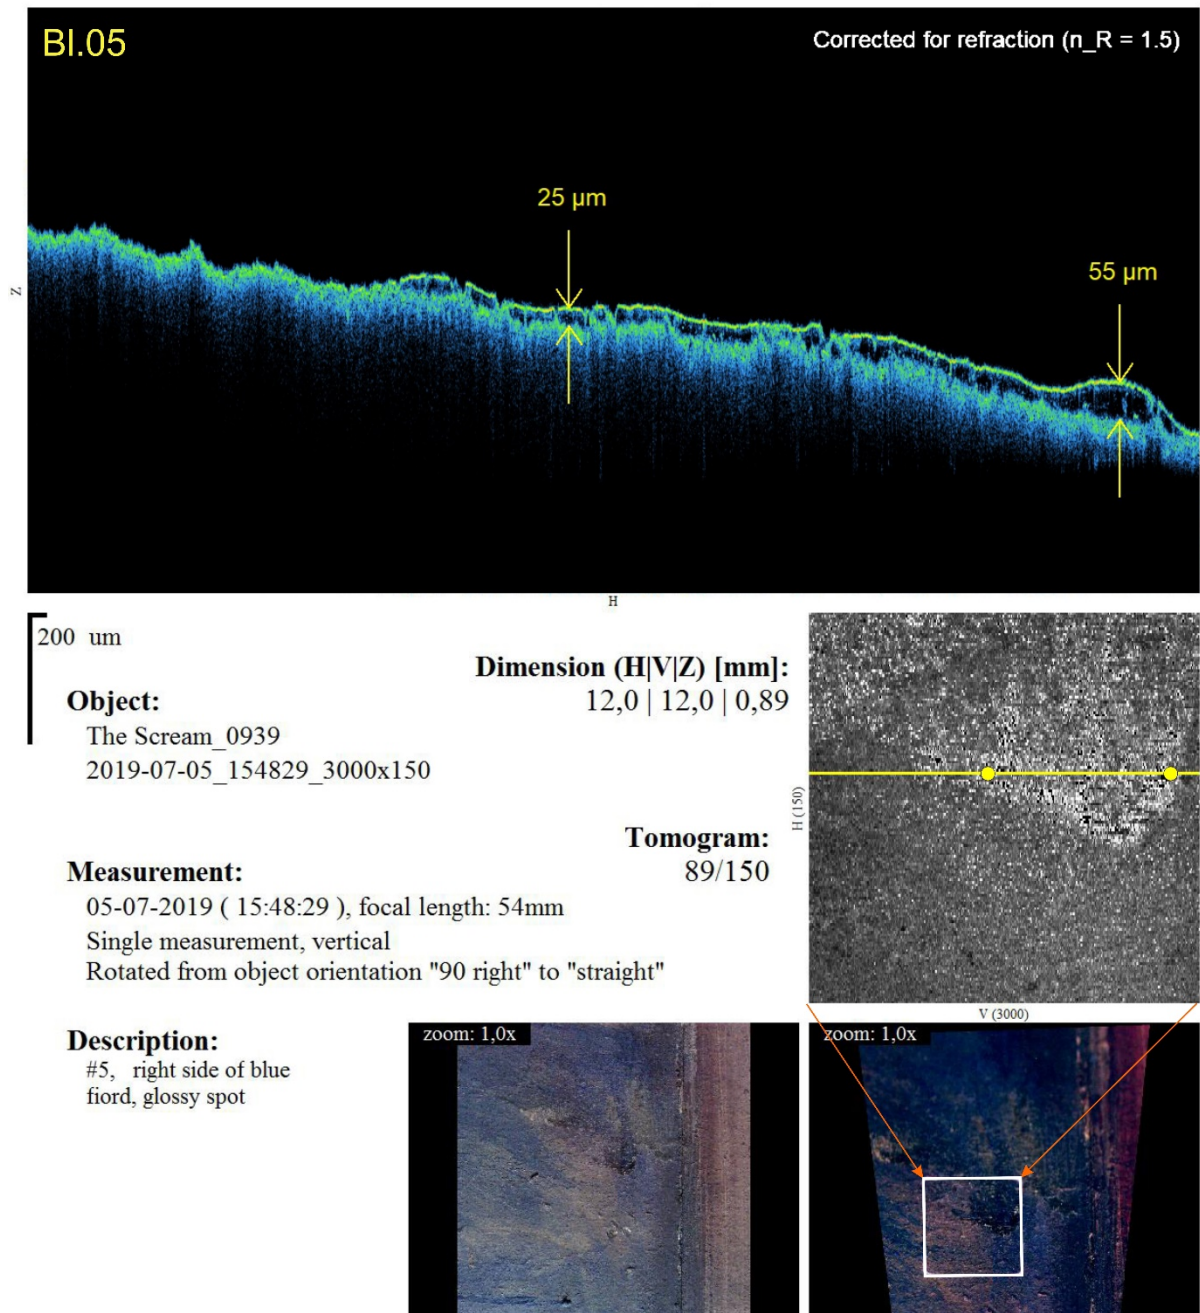 Bl.05
Corrected for refraction (n_R = 1.5)
25 µm
55 µm
Z
H
200 um
Dimension (H|V|Z) [mm]:
12,0 | 12,0 | 0,89
Object:
The Scream_0939
2019-07-05_154829_3000x150
H (150)
Tomogram:
89/150
Measurement:
05-07-2019 ( 15:48:29 ), focal length: 54mm
Single measurement, vertical
Rotated from object orientation "90 right" to "straight"
V (3000)
Description:
#5, right side of blue
fiord, glossy spot
zoom: 1,0x
zoom: 1,0x